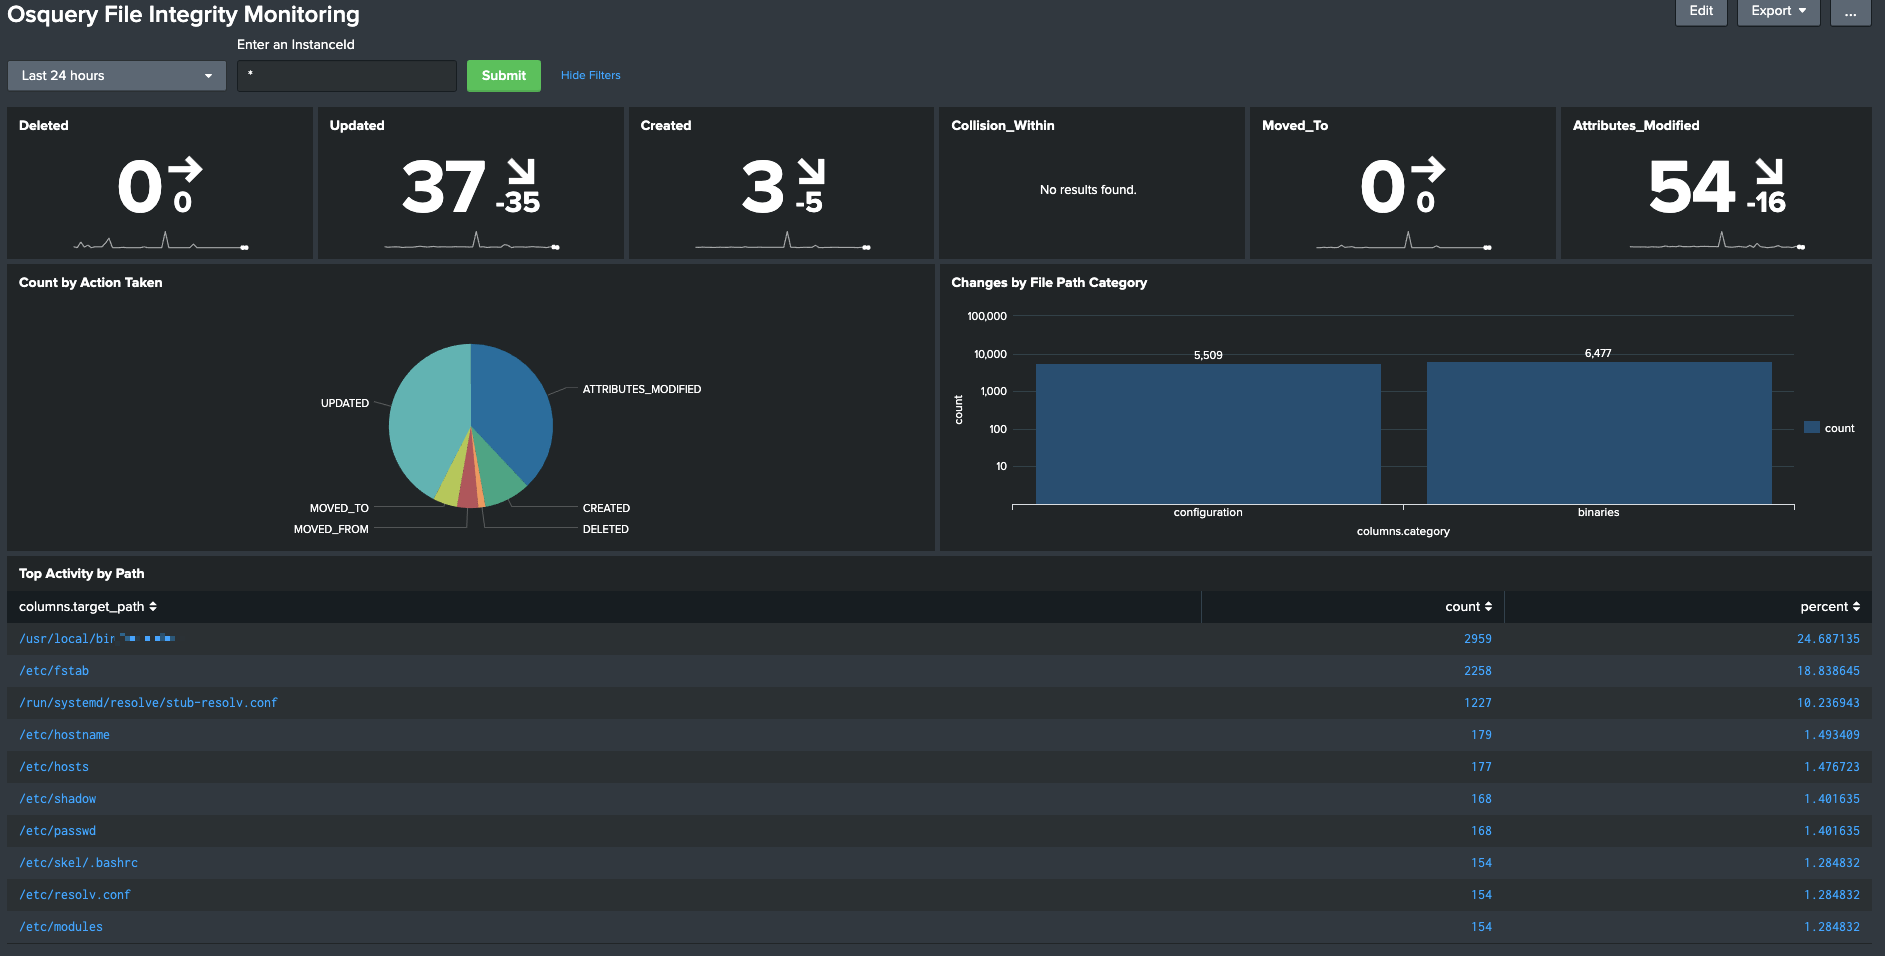 Osquery File Integrity Monitoring
Edit
Export
...
Enter an InstanceId
Last 24 hours
*
Submit
Hide Filters
Deleted
0
0
Updated
37
-35
Created
3
-5
Collision_Within
No results found.
Moved_To
0
0
Attributes_Modified
54
-16
Count by Action Taken
UPDATED
ATTRIBUTES_MODIFIED
MOVED_TO
CREATED
MOVED_FROM
DELETED
Changes by File Path Category
100,000
10,000
1,000
100
10
count
5,509
6,477
configuration
binaries
columns.category
count
Top Activity by Path
columns.target_path count percent
/usr/local/bin 2959 24.687135
/etc/fstab 2258 18.838645
/run/systemd/resolve/stub-resolv.conf 1227 10.236943
/etc/hostname 179 1.493409
/etc/hosts 177 1.476723
/etc/shadow 168 1.401635
/etc/passwd 168 1.401635
/etc/skel/.bashrc 154 1.284832
/etc/resolv.conf 154 1.284832
/etc/modules 154 1.284832